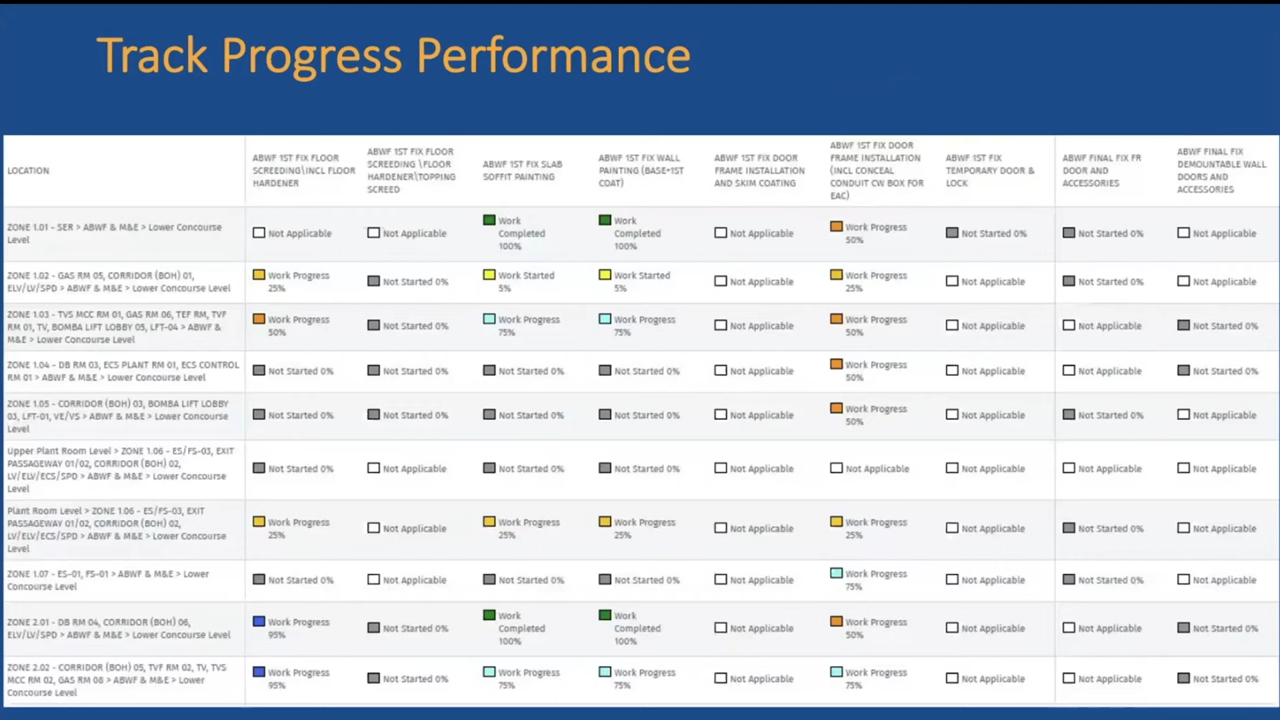 Track Progress Performance
LOCATION
ABWF 1ST FIX FLOOR
SCREEDING\INCL FLOOR
HARDENER
ABWF 1ST FIX FLOOR
SCREEDING \FLOOR
HARDENER\TOPPING
SCREED
ABWF 1ST FIX SLAB
SOFFIT PAINTING
ABWF 1ST FIX WALL
PAINTING (BASE+1ST
COAT)
ABWF 1ST FIX DOOR
FRAME INSTALLATION
AND SKIM COATING
ABWF 1ST FIX DOOR
FRAME INSTALLATION
(INCL CONCEAL
CONDUIT CW BOX FOR
EAC)
ABWF 1ST FIX
TEMPORARY DOOR &
LOCK
ABWF FINAL FIX FR
DOOR AND
ACCESSORIES
ABWF FINAL FIX
DEMOUNTABLE WALL
DOORS AND
ACCESSORIES
ZONE 1.01 - SER > ABWF & M&E > Lower Concourse
Level
Not Applicable
Not Applicable
Work
Completed
100%
Work
Completed
100%
Not Applicable
Work Progress
50%
Not Started 0%
Not Started 0%
Not Applicable
ZONE 1.02 - GAS RM 05, CORRIDOR (BOH) 01,
ELV/LV/SPD > ABWF & M&E > Lower Concourse Level
Work Progress
25%
Not Started 0%
Work Started
5%
Work Started
5%
Not Applicable
Work Progress
25%
Not Applicable
Not Started 0%
Not Applicable
ZONE 1.03 - TVS MCC RM 01, GAS RM 06, TEF RM, TVF
RM 01, TV, BOMBA LIFT LOBBY 05, LFT-04 > ABWF &
M&E > Lower Concourse Level
Work Progress
50%
Not Started 0%
Work Progress
75%
Work Progress
75%
Not Applicable
Work Progress
50%
Not Applicable
Not Applicable
Not Started 0%
ZONE 1.04 - DB RM 03, ECS PLANT RM 01, ECS CONTROL
RM 01 > ABWF & M&E > Lower Concourse Level
Not Started 0%
Not Started 0%
Not Started 0%
Not Started 0%
Not Applicable
Work Progress
50%
Not Applicable
Not Applicable
Not Started 0%
ZONE 1.05 - CORRIDOR (BOH) 03, BOMBA LIFT LOBBY
03, LFT-01, VE/VS > ABWF & M&E > Lower Concourse
Level
Not Started 0%
Not Started 0%
Not Started 0%
Not Started 0%
Not Applicable
Work Progress
50%
Not Applicable
Not Started 0%
Not Applicable
Upper Plant Room Level > ZONE 1.06 - ES/FS-03, EXIT
PASSAGEWAY 01/02, CORRIDOR (BOH) 02,
LV/ELV/ECS/SPD > ABWF & M&E > Lower Concourse
Level
Not Started 0%
Not Applicable
Not Started 0%
Not Started 0%
Not Applicable
Not Applicable
Not Applicable
Not Applicable
Not Applicable
Plant Room Level > ZONE 1.06 - ES/FS-03, EXIT
PASSAGEWAY 01/02, CORRIDOR (BOH) 02,
LV/ELV/ECS/SPD > ABWF & M&E > Lower Concourse
Level
Work Progress
25%
Not Applicable
Work Progress
25%
Work Progress
25%
Not Applicable
Work Progress
25%
Not Applicable
Not Started 0%
Not Applicable
ZONE 1.07 - ES-01, FS-01 > ABWF & M&E > Lower
Concourse Level
Not Started 0%
Not Applicable
Not Started 0%
Not Started 0%
Not Applicable
Work Progress
75%
Not Applicable
Not Started 0%
Not Applicable
ZONE 2.01 - DB RM 04, CORRIDOR (BOH) 06,
ELV/LV/SPD > ABWF & M&E > Lower Concourse Level
Work Progress
95%
Not Started 0%
Work
Completed
100%
Work
Completed
100%
Not Applicable
Work Progress
50%
Not Applicable
Not Applicable
Not Started 0%
ZONE 2.02 - CORRIDOR (BOH) 05, TVF RM 02, TV, TVS
MCC RM 02, GAS RM 08 > ABWF & M&E > Lower
Concourse Level
Work Progress
95%
Not Started 0%
Work Progress
75%
Work Progress
75%
Not Applicable
Work Progress
75%
Not Applicable
Not Applicable
Not Started 0%